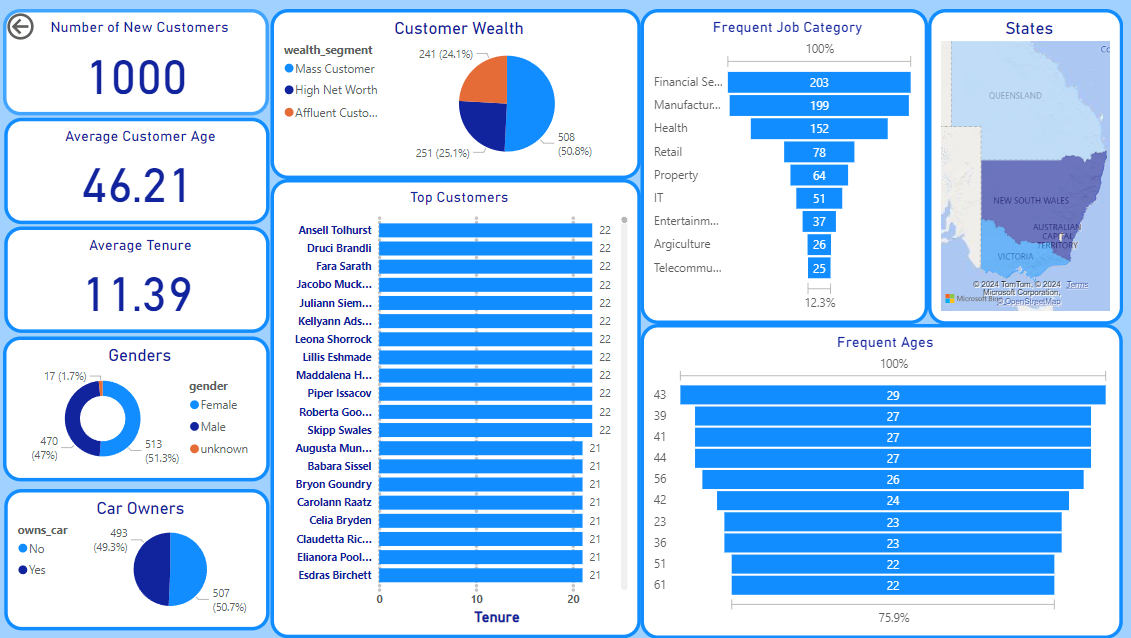 Number of New Customers
1000
Average Customer Age
46.21
Average Tenure
11.39
Genders
17 (1.7%)
470
(47%)
513
(51.3%)
gender
Female
Male
unknown
Car Owners
owns_car
No
Yes
493
(49.3%)
507
(50.7%)
Customer Wealth
wealth_segment
Mass Customer
High Net Worth
Affluent Custo...
241 (24.1%)
251 (25.1%)
508
(50.8%)
Top Customers
Ansell Tolhurst 22
Druci Brandli 22
Fara Sarath 22
Jacobo Muck... 22
Juliann Siem... 22
Kellyann Ads... 22
Leona Shorrock 22
Lillis Eshmade 22
Maddalena H... 22
Piper Issacov 22
Roberta Goo... 22
Skipp Swales 22
Augusta Mun... 21
Babara Sissel 21
Bryon Goundry 21
Carolann Raatz 21
Celia Bryden 21
Claudetta Ric... 21
Elianora Pool... 21
Esdras Birchett 21
0 10 20
Tenure
Frequent Job Category
100%
Financial Se... 203
Manufactur... 199
Health 152
Retail 78
Property 64
IT 51
Entertainm... 37
Argiculture 26
Telecommu... 25
12.3%
States
Cc
QUEENSLAND
NEW SOUTH WALES
AUSTRALIAN
CAPITAL
TERRITORY
VICTORIA
© 2024 TomTom, © 2024
Microsoft Corporation,
© OpenStreetMap
Terms
Microsoft Bing
Frequent Ages
100%
43 29
39 27
41 27
44 27
56 26
42 24
23 23
36 23
51 22
61 22
75.9%